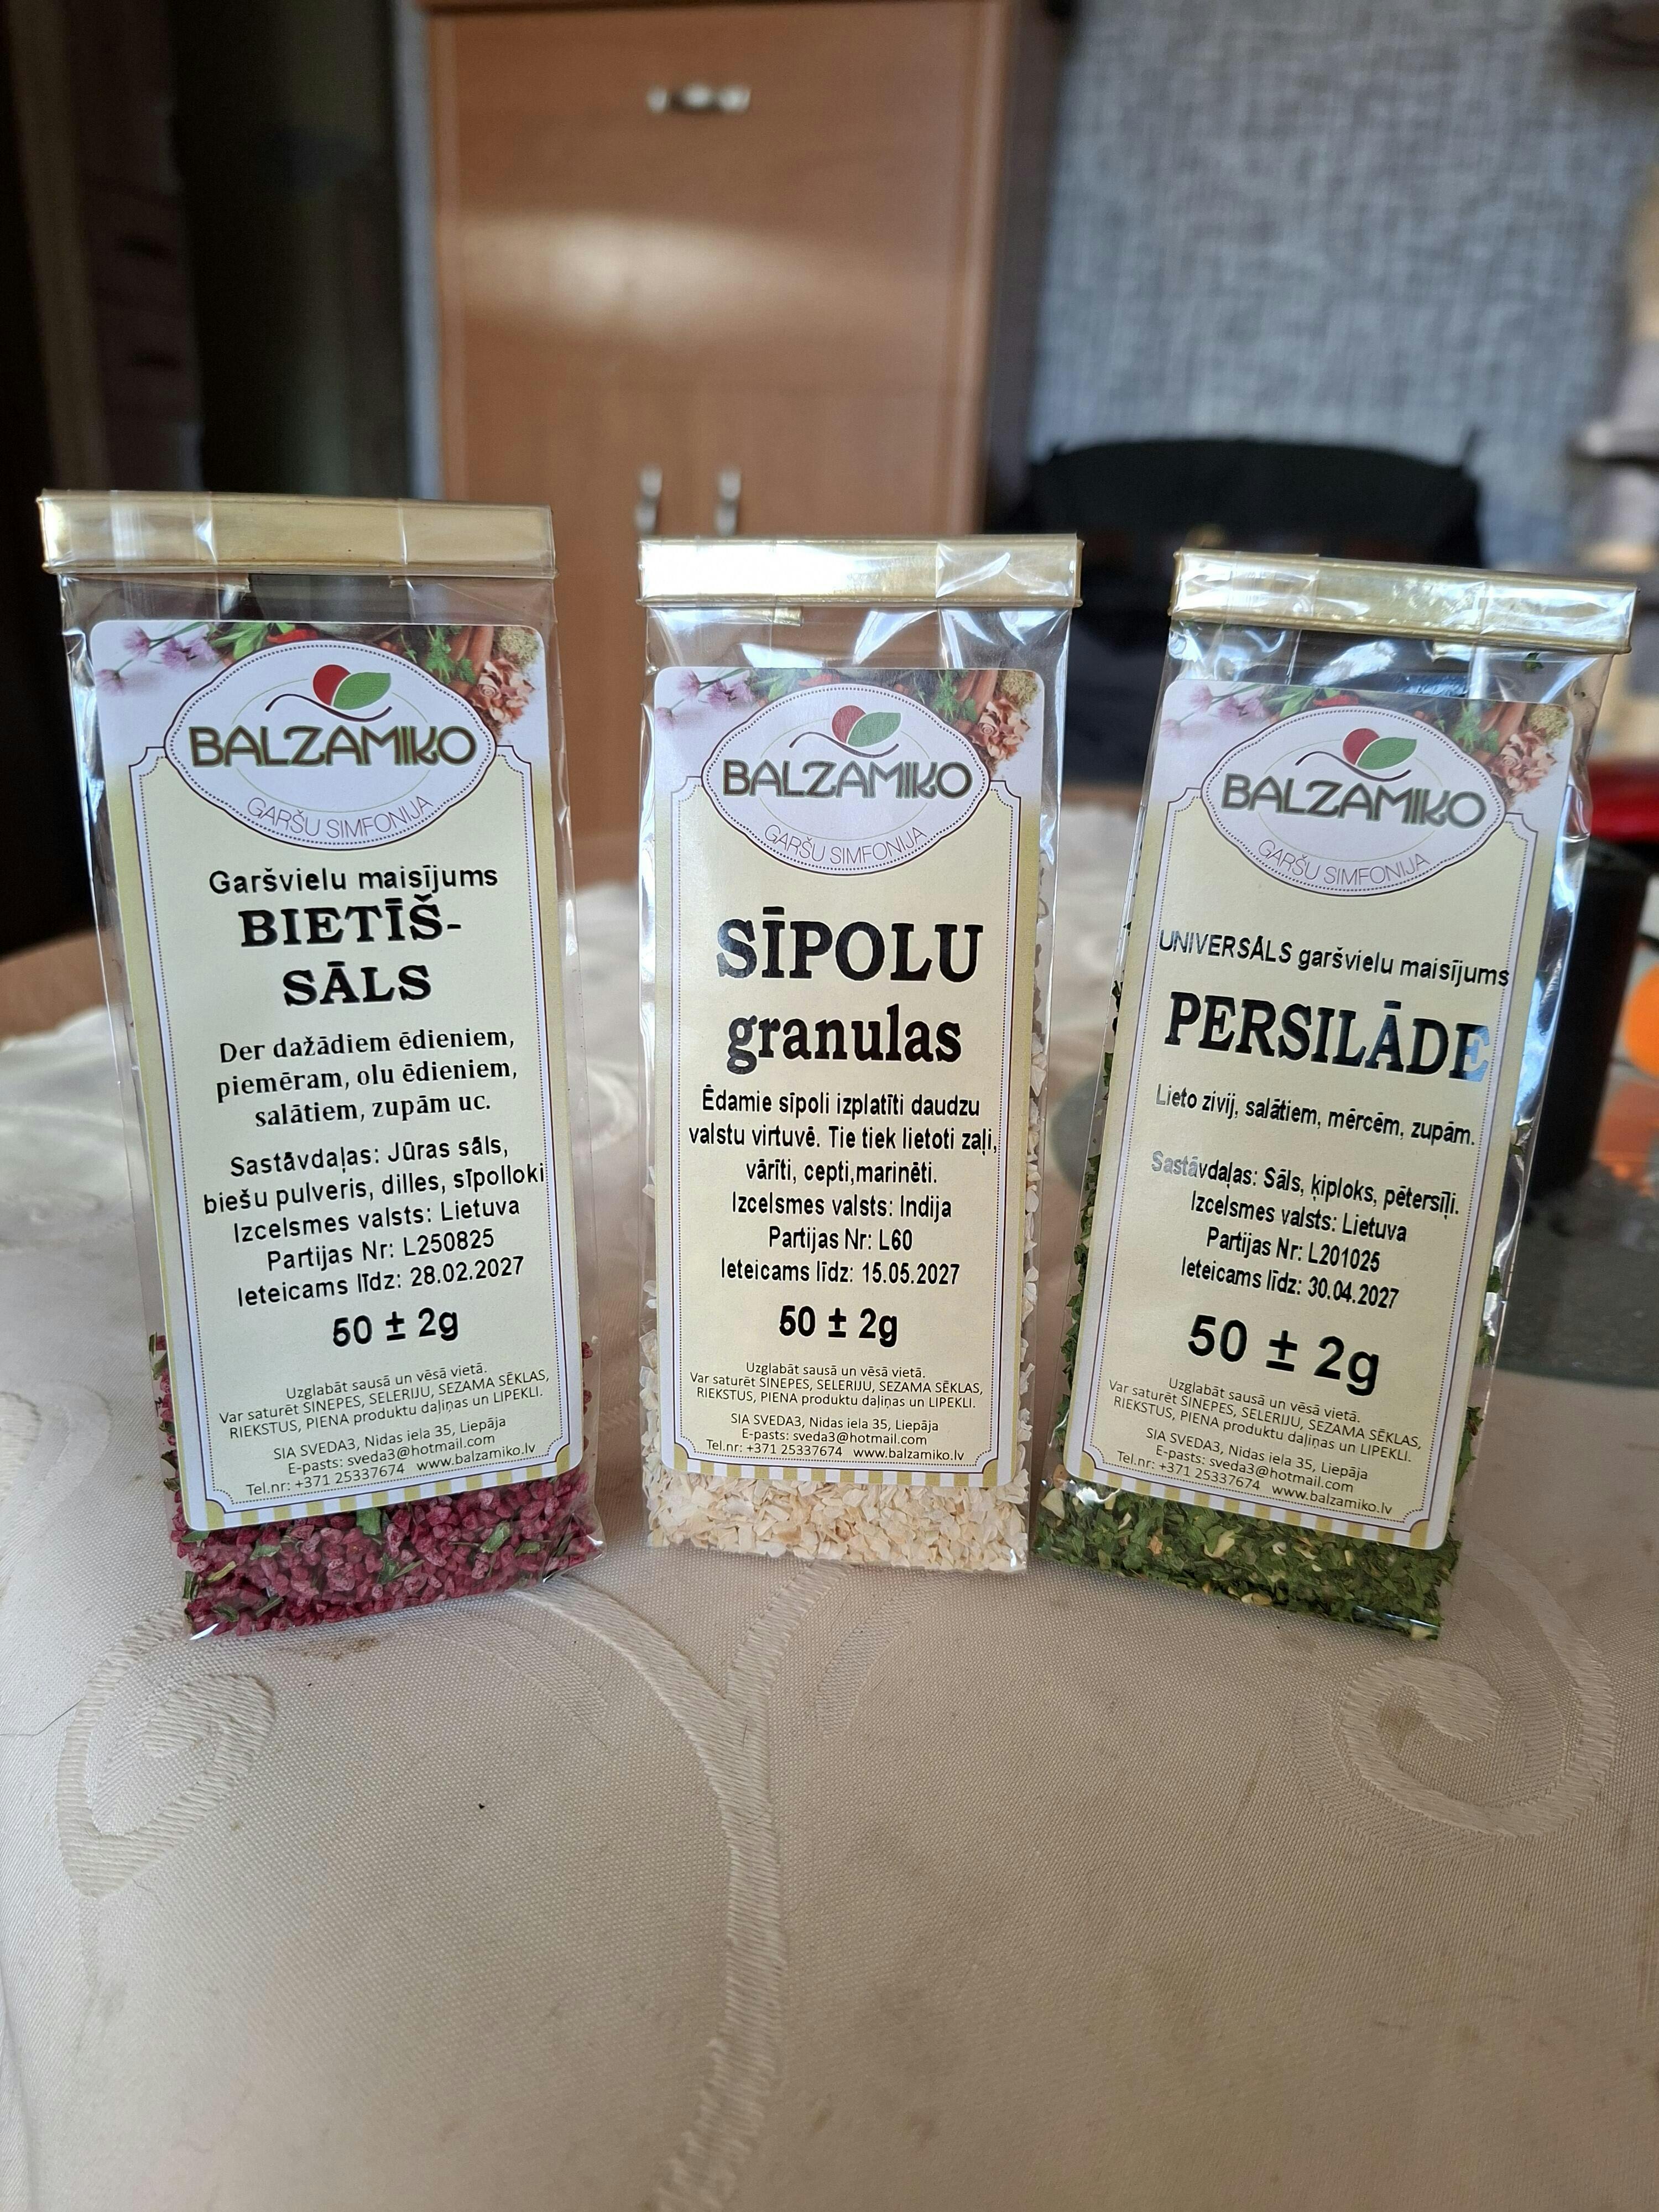 BALZAMIKO
GARŠU SIMFONIJA
Garšvielu maisījums
BIETĪŠ-
SĀLS
Der dažādiem ēdieniem,
piemēram, olu ēdieniem,
salātiem, zupām uc.
Sastāvdaļas: Jūras sāls,
biešu pulveris, dilles, sīpolloki
Izcelsmes valsts: Lietuva
Partijas Nr: L250825
Ieteicams līdz: 28.02.2027
50 ± 2g
Uzglabāt sausā un vēsā vietā.
Var saturēt SINEPES, SELERIJU, SEZAMA SĒKLAS,
RIEKSTUS, PIENA produktu daļiņas un LIPEKLI.
SIA SVEDA3, Nidas iela 35, Liepāja
E-pasts: sveda3@hotmail.com
Tel.nr: +371 25337674 www.balzamiko.lv
BALZAMIKO
GARŠU SIMFONIJA
SĪPOLU
granulas
Ēdamie sīpoli izplatīti daudzu
valstu virtuvē. Tie tiek lietoti zaļi,
vārīti, cepti,marinēti.
Izcelsmes valsts: Indija
Partijas Nr: L60
Ieteicams līdz: 15.05.2027
50 ± 2g
Uzglabāt sausā un vēsā vietā.
Var saturēt SINEPES, SELERIJU, SEZAMA SĒKLAS,
RIEKSTUS, PIENA produktu daļiņas un LIPEKLI.
SIA SVEDA3, Nidas iela 35, Liepāja
E-pasts: sveda3@hotmail.com
Tel.nr: +371 25337674 www.balzamiko.lv
BALZAMIKO
GARŠU SIMFONIJA
UNIVERSĀLS garšvielu maisījums
PERSILĀDE
Lieto zivij, salātiem, mērcēm, zupām.
Sastāvdaļas: Sāls, ķiploks, pētersīļi.
Izcelsmes valsts: Lietuva
Partijas Nr: L201025
Ieteicams līdz: 30.04.2027
50 ± 2g
Uzglabāt sausā un vēsā vietā.
Var saturēt SINEPES, SELERIJU, SEZAMA SĒKLAS,
RIEKSTUS, PIENA produktu daļiņas un LIPEKLI.
SIA SVEDA3, Nidas iela 35, Liepāja
E-pasts: sveda3@hotmail.com
Tel.nr: +371 25337674 www.balzamiko.lv